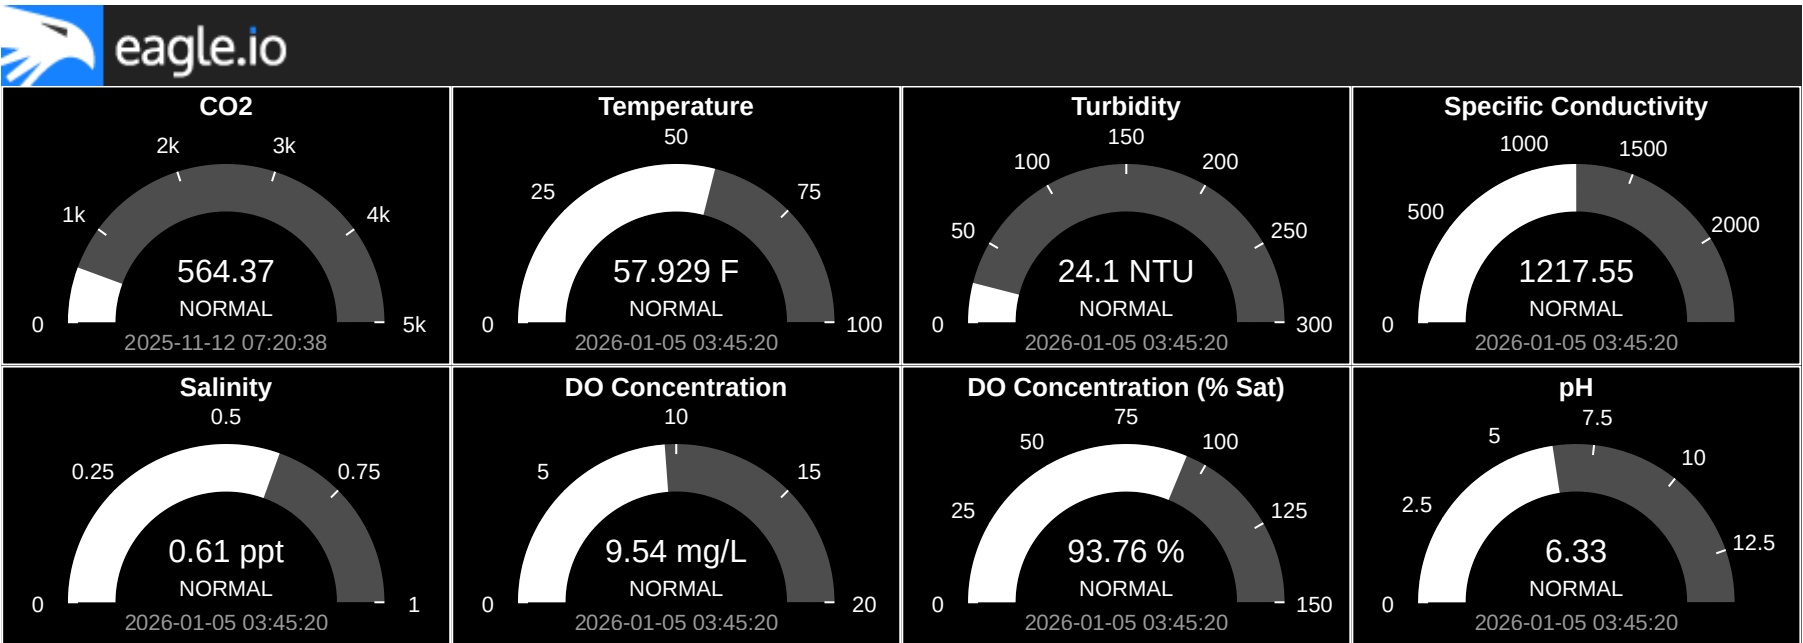 eagle.io
CO2
0
1k
2k
3k
4k
5k
564.37
NORMAL
2025-11-12 07:20:38
Temperature
0
25
50
75
100
57.929 F
NORMAL
2026-01-05 03:45:20
Turbidity
0
50
100
150
200
250
300
24.1 NTU
NORMAL
2026-01-05 03:45:20
Specific Conductivity
0
500
1000
1500
2000
1217.55
NORMAL
2026-01-05 03:45:20
Salinity
0
0.25
0.5
0.75
1
0.61 ppt
NORMAL
2026-01-05 03:45:20
DO Concentration
0
5
10
15
20
9.54 mg/L
NORMAL
2026-01-05 03:45:20
DO Concentration (% Sat)
0
25
50
75
100
125
150
93.76 %
NORMAL
2026-01-05 03:45:20
pH
0
2.5
5
7.5
10
12.5
6.33
NORMAL
2026-01-05 03:45:20